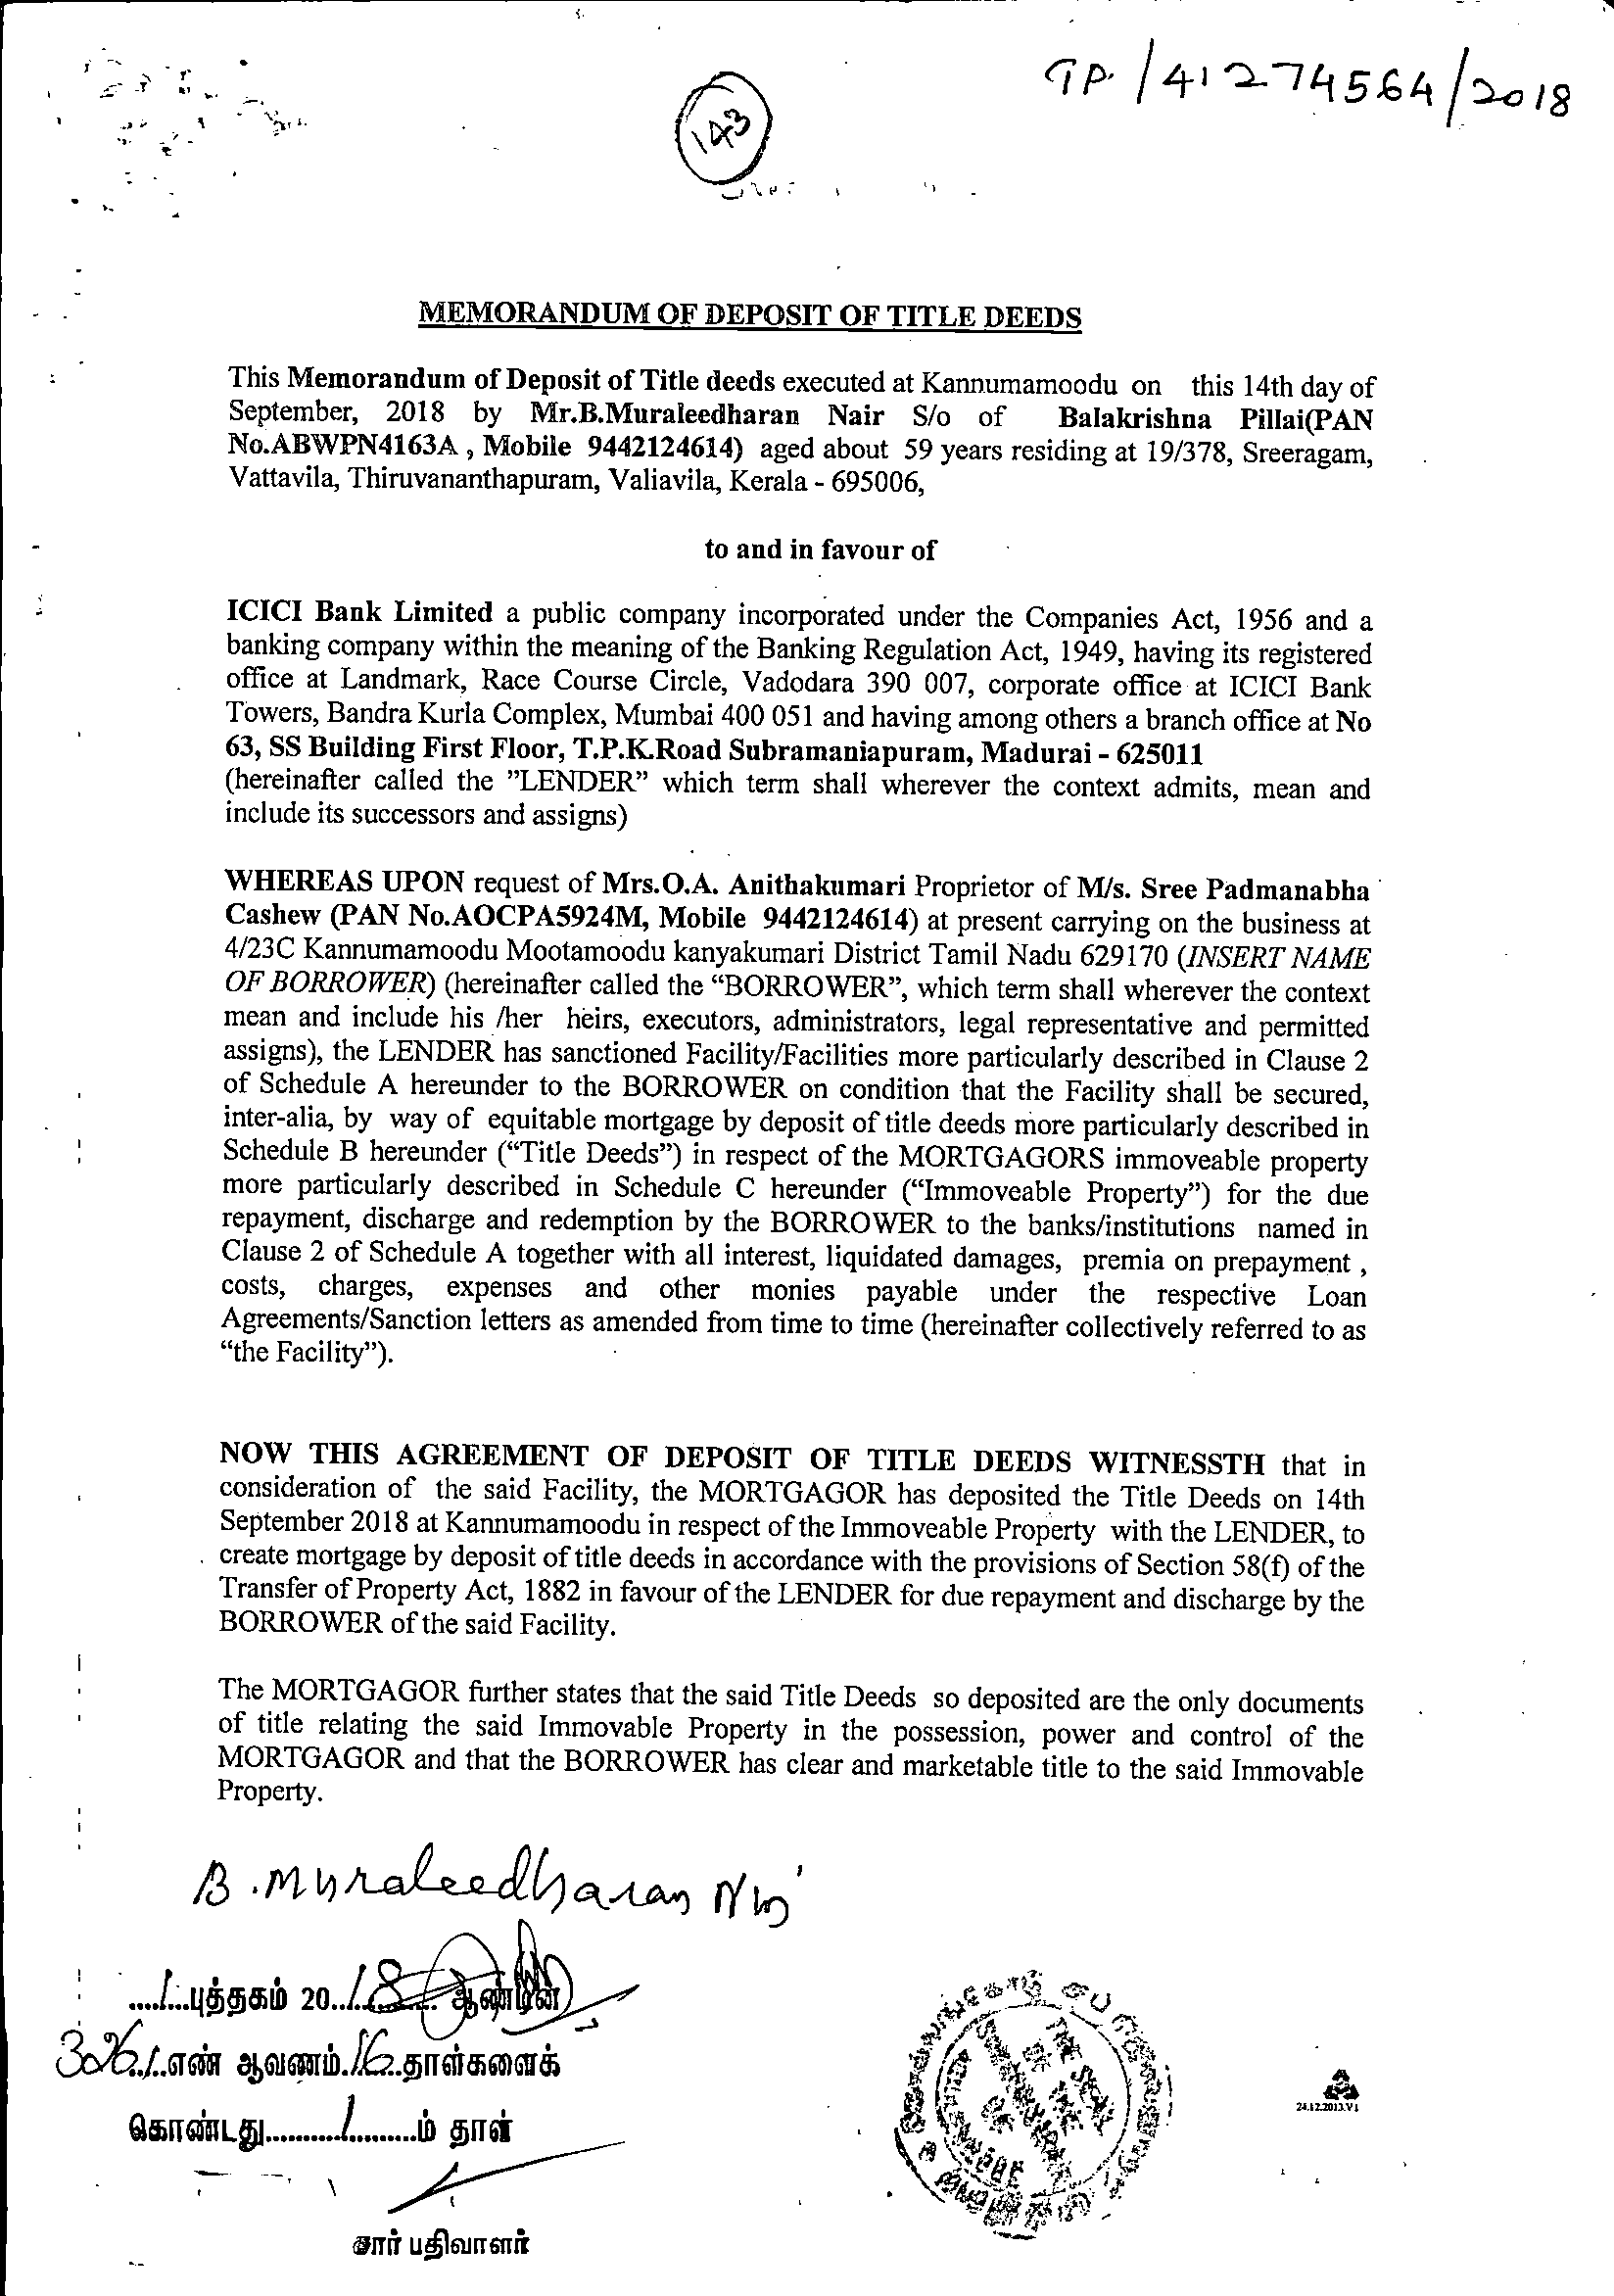 TP. /41274564/2018
143
MEMORANDUM OF DEPOSIT OF TITLE DEEDS
This Memorandum of Deposit of Title deeds executed at Kannumamoodu on this 14th day of
September, 2018 by Mr.B.Muraleedharan Nair S/o of Balakrishna Pillai(PAN
No.ABWPN4163A , Mobile 9442124614) aged about 59 years residing at 19/378, Sreeragam,
Vattavila, Thiruvananthapuram, Valiavila, Kerala - 695006,
to and in favour of
ICICI Bank Limited a public company incorporated under the Companies Act, 1956 and a
banking company within the meaning of the Banking Regulation Act, 1949, having its registered
office at Landmark, Race Course Circle, Vadodara 390 007, corporate office at ICICI Bank
Towers, Bandra Kurla Complex, Mumbai 400 051 and having among others a branch office at No
63, SS Building First Floor, T.P.K.Road Subramaniapuram, Madurai - 625011
(hereinafter called the ”LENDER” which term shall wherever the context admits, mean and
include its successors and assigns)
WHEREAS UPON request of Mrs.O.A. Anithakumari Proprietor of M/s. Sree Padmanabha
Cashew (PAN No.AOCPA5924M, Mobile 9442124614) at present carrying on the business at
4/23C Kannumamoodu Mootamoodu kanyakumari District Tamil Nadu 629170 (INSERT NAME
OF BORROWER) (hereinafter called the “BORROWER”, which term shall wherever the context
mean and include his /her heirs, executors, administrators, legal representative and permitted
assigns), the LENDER has sanctioned Facility/Facilities more particularly described in Clause 2
of Schedule A hereunder to the BORROWER on condition that the Facility shall be secured,
inter-alia, by way of equitable mortgage by deposit of title deeds more particularly described in
Schedule B hereunder (“Title Deeds”) in respect of the MORTGAGORS immoveable property
more particularly described in Schedule C hereunder (“Immoveable Property”) for the due
repayment, discharge and redemption by the BORROWER to the banks/institutions named in
Clause 2 of Schedule A together with all interest, liquidated damages, premia on prepayment ,
costs, charges, expenses and other monies payable under the respective Loan
Agreements/Sanction letters as amended from time to time (hereinafter collectively referred to as
“the Facility”).
NOW THIS AGREEMENT OF DEPOSIT OF TITLE DEEDS WITNESSTH that in
consideration of the said Facility, the MORTGAGOR has deposited the Title Deeds on 14th
September 2018 at Kannumamoodu in respect of the Immoveable Property with the LENDER, to
create mortgage by deposit of title deeds in accordance with the provisions of Section 58(f) of the
Transfer of Property Act, 1882 in favour of the LENDER for due repayment and discharge by the
BORROWER of the said Facility.
The MORTGAGOR further states that the said Title Deeds so deposited are the only documents
of title relating the said Immovable Property in the possession, power and control of the
MORTGAGOR and that the BORROWER has clear and marketable title to the said Immovable
Property.
B. Muraleedharan Nair
.....1...புத்தகம் 20..18....... ஆண்டின்
3061..எண் ஆவணம்.16..தாள்களைக்
கொண்டது..........1.........ம் தாள்
சார் பதிவாளர்
24.12.2013.V1